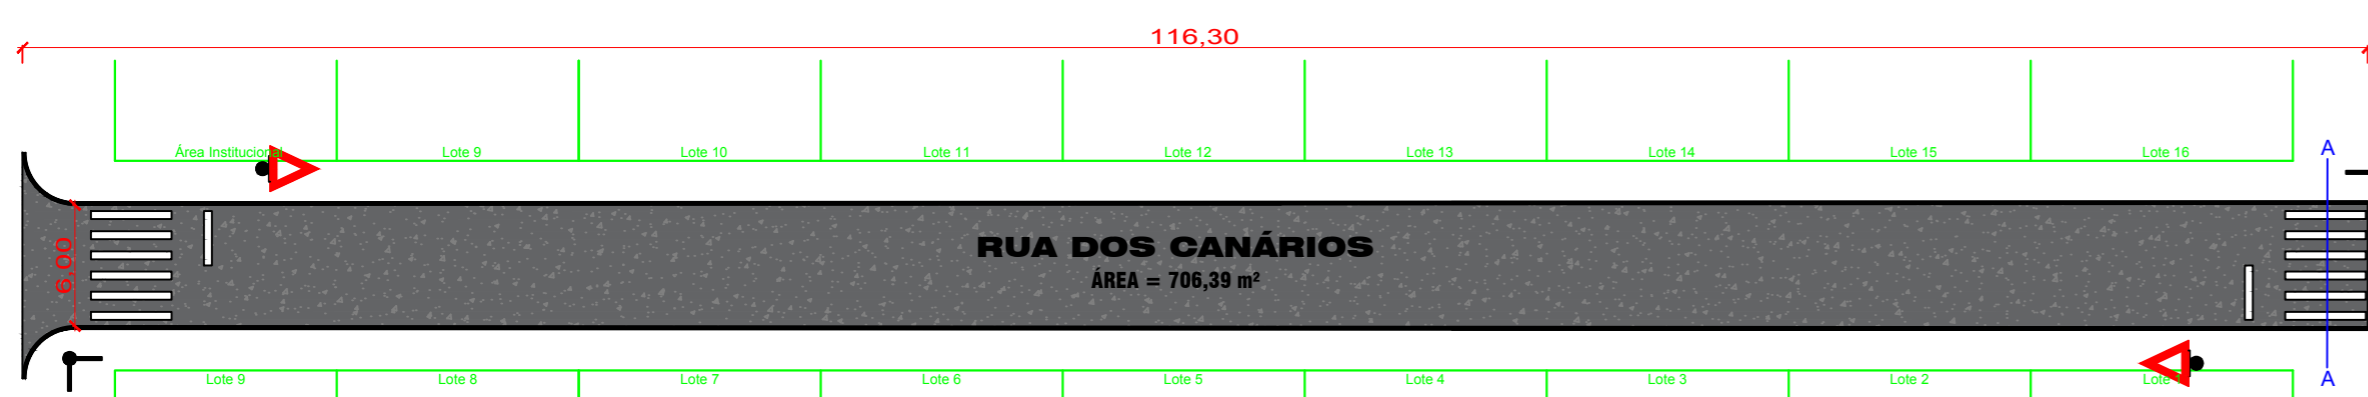 116,30
Área Institucional
Lote 9
Lote 10
Lote 11
Lote 12
Lote 13
Lote 14
Lote 15
Lote 16
A
6,00
RUA DOS CANÁRIOS
ÁREA = 706,39 m²
Lote 9
Lote 8
Lote 7
Lote 6
Lote 5
Lote 4
Lote 3
Lote 2
Lote 1
A